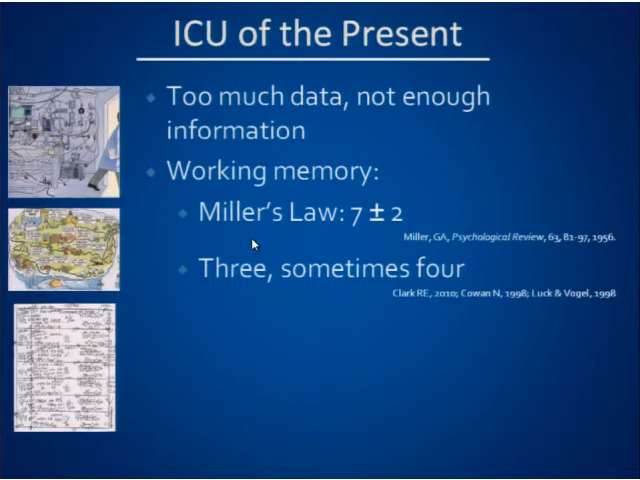 ICU of the Present
Too much data, not enough
information
Working memory:
Miller's Law: 7 ± 2
Miller, GA, Psychological Review, 63, 81-97, 1956.
Three, sometimes four
Clark RE, 2010; Cowan N, 1998; Luck & Vogel, 1998